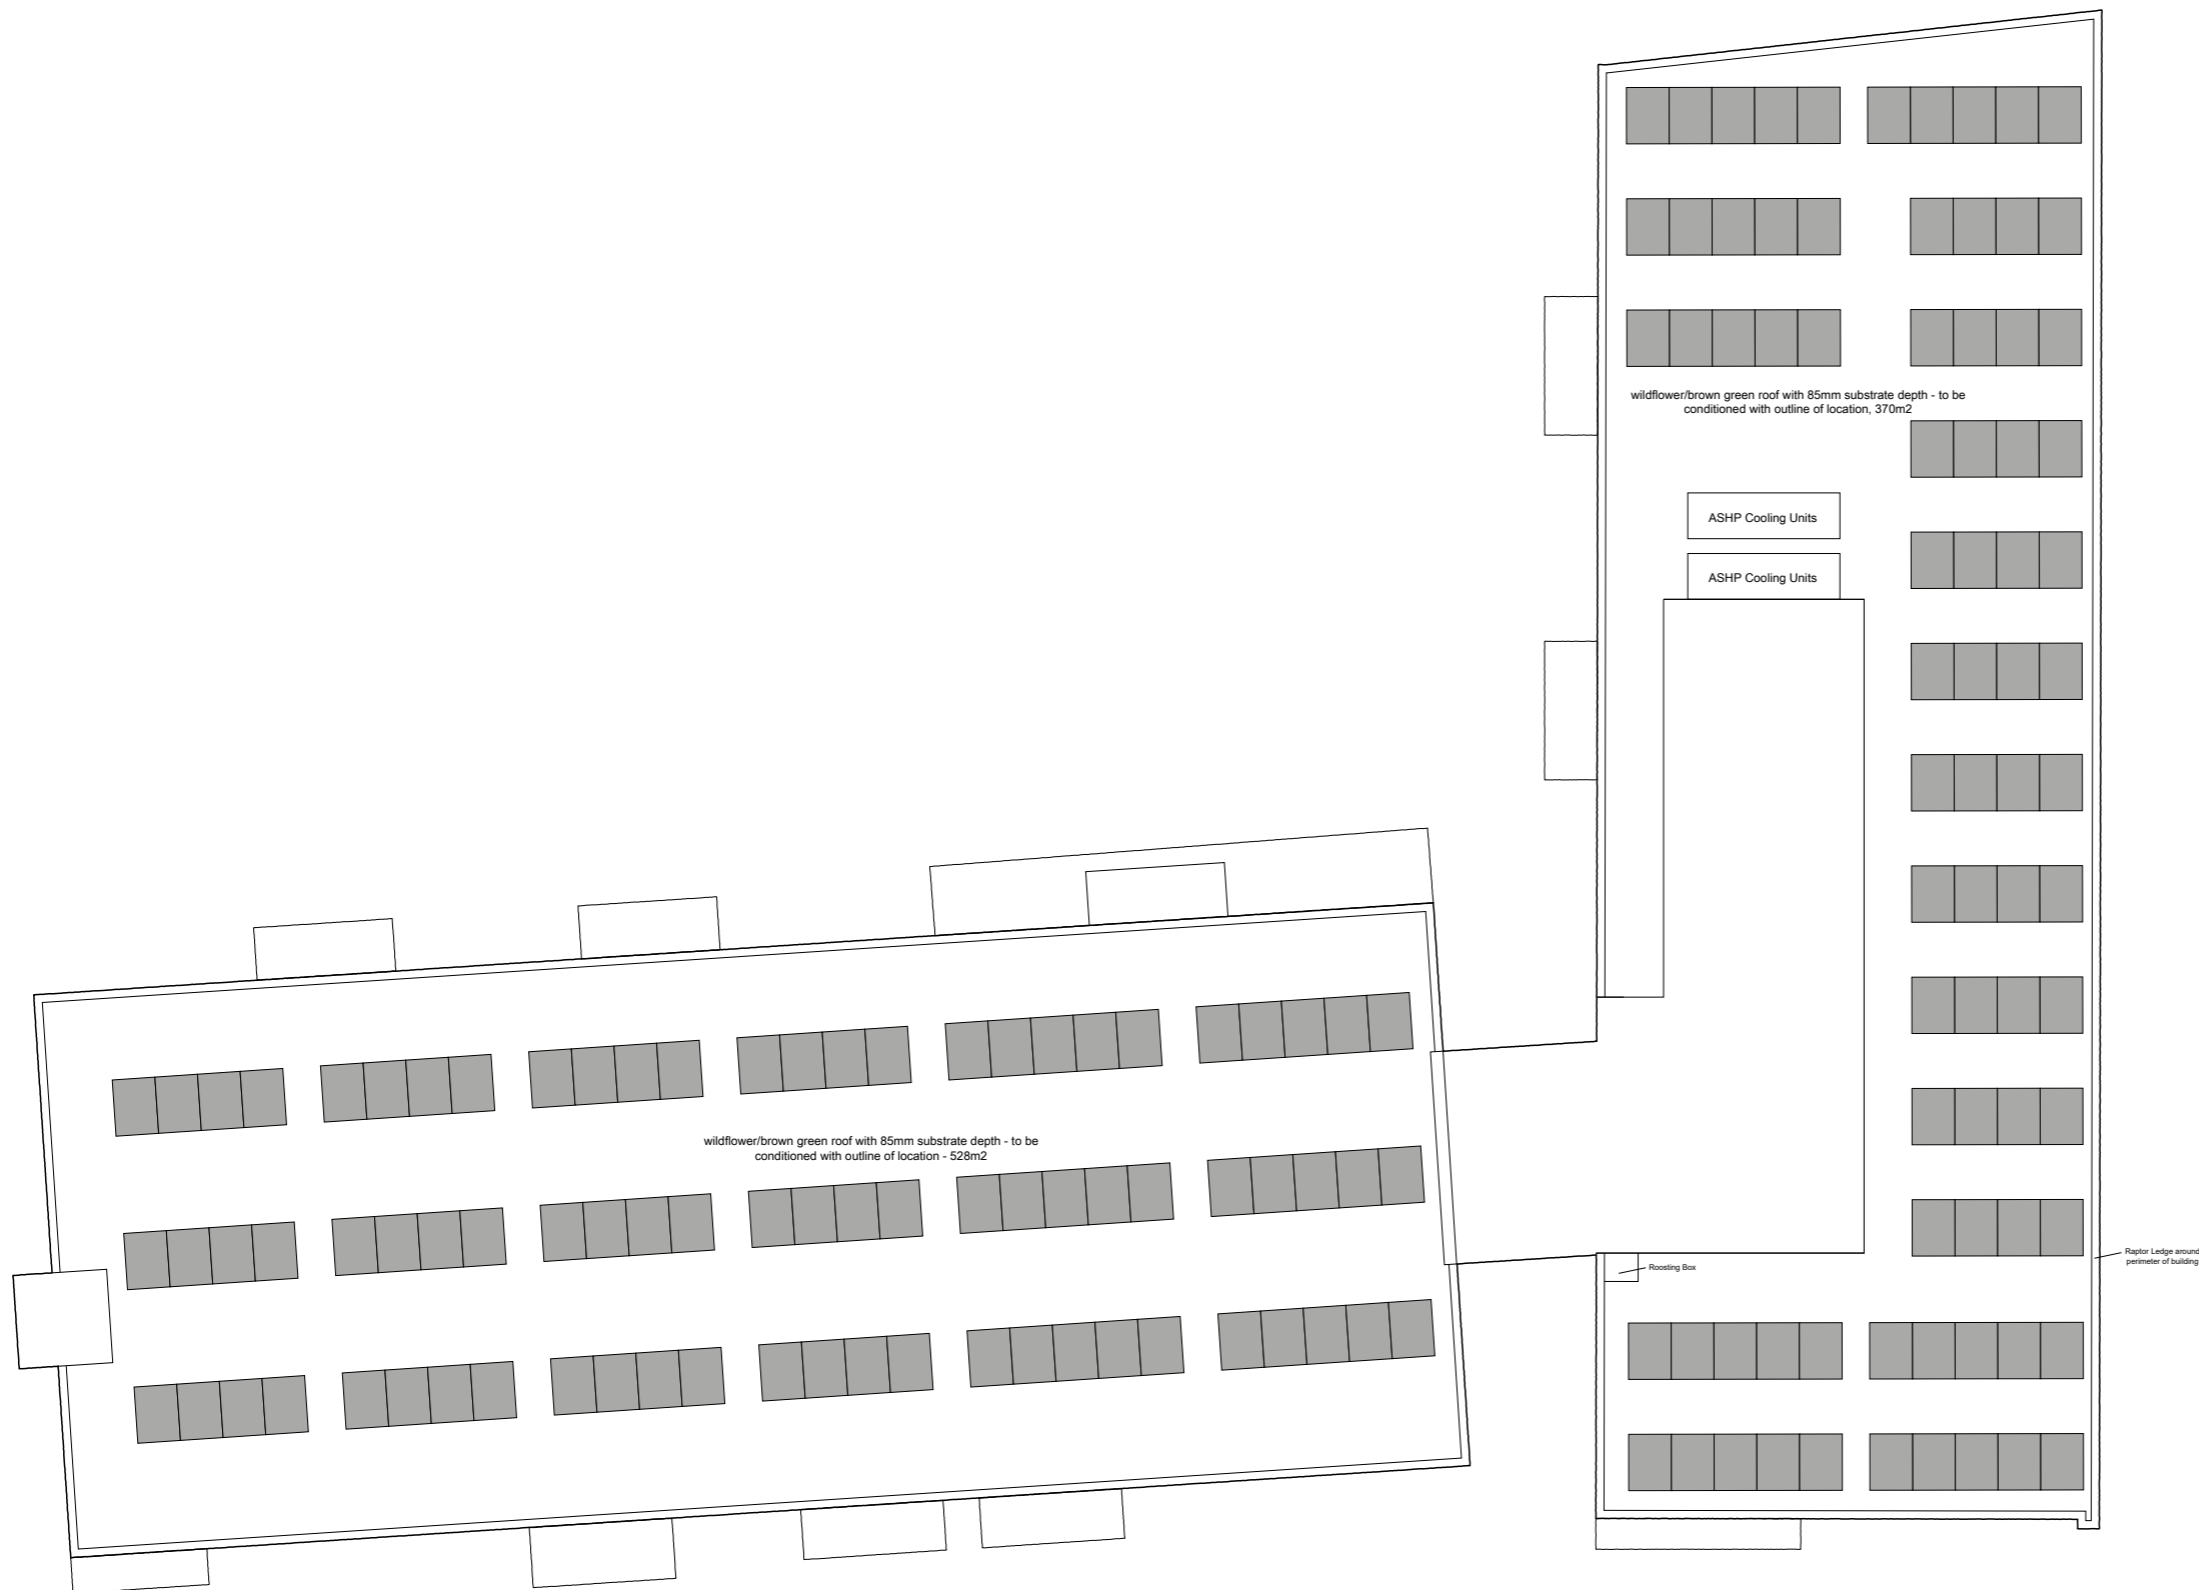 wildflower/brown green roof with 85mm substrate depth - to be
conditioned with outline of location, 370m2
ASHP Cooling Units
ASHP Cooling Units
wildflower/brown green roof with 85mm substrate depth - to be
conditioned with outline of location - 528m2
Roosting Box
Raptor Ledge around
perimeter of building